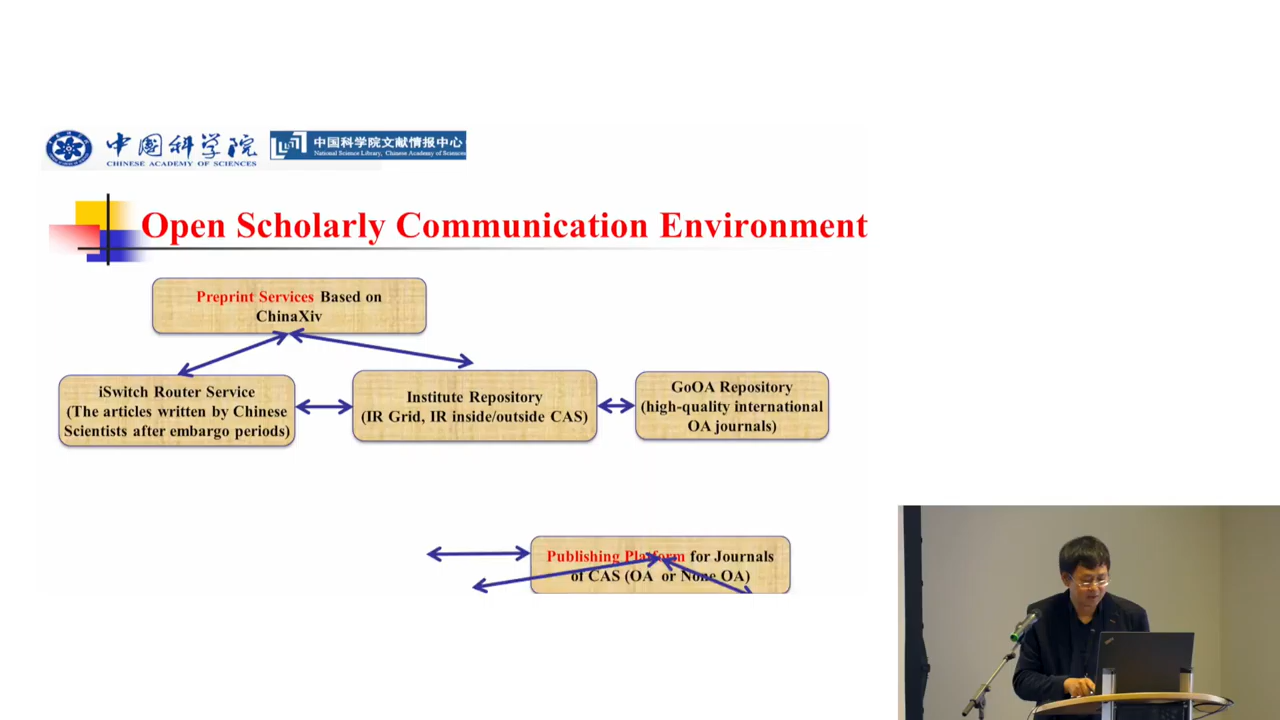 中國科学院
CHINESE ACADEMY OF SCIENCES
中国科学院文献情报中心
National Science Library, Chinese Academy of Sciences
Open Scholarly Communication Environment
Preprint Services Based on
ChinaXiv
iSwitch Router Service
(The articles written by Chinese
Scientists after embargo periods)
Institute Repository
(IR Grid, IR inside/outside CAS)
GoOA Repository
(high-quality international
OA journals)
Publishing Platform for Journals
of CAS (OA or None OA)